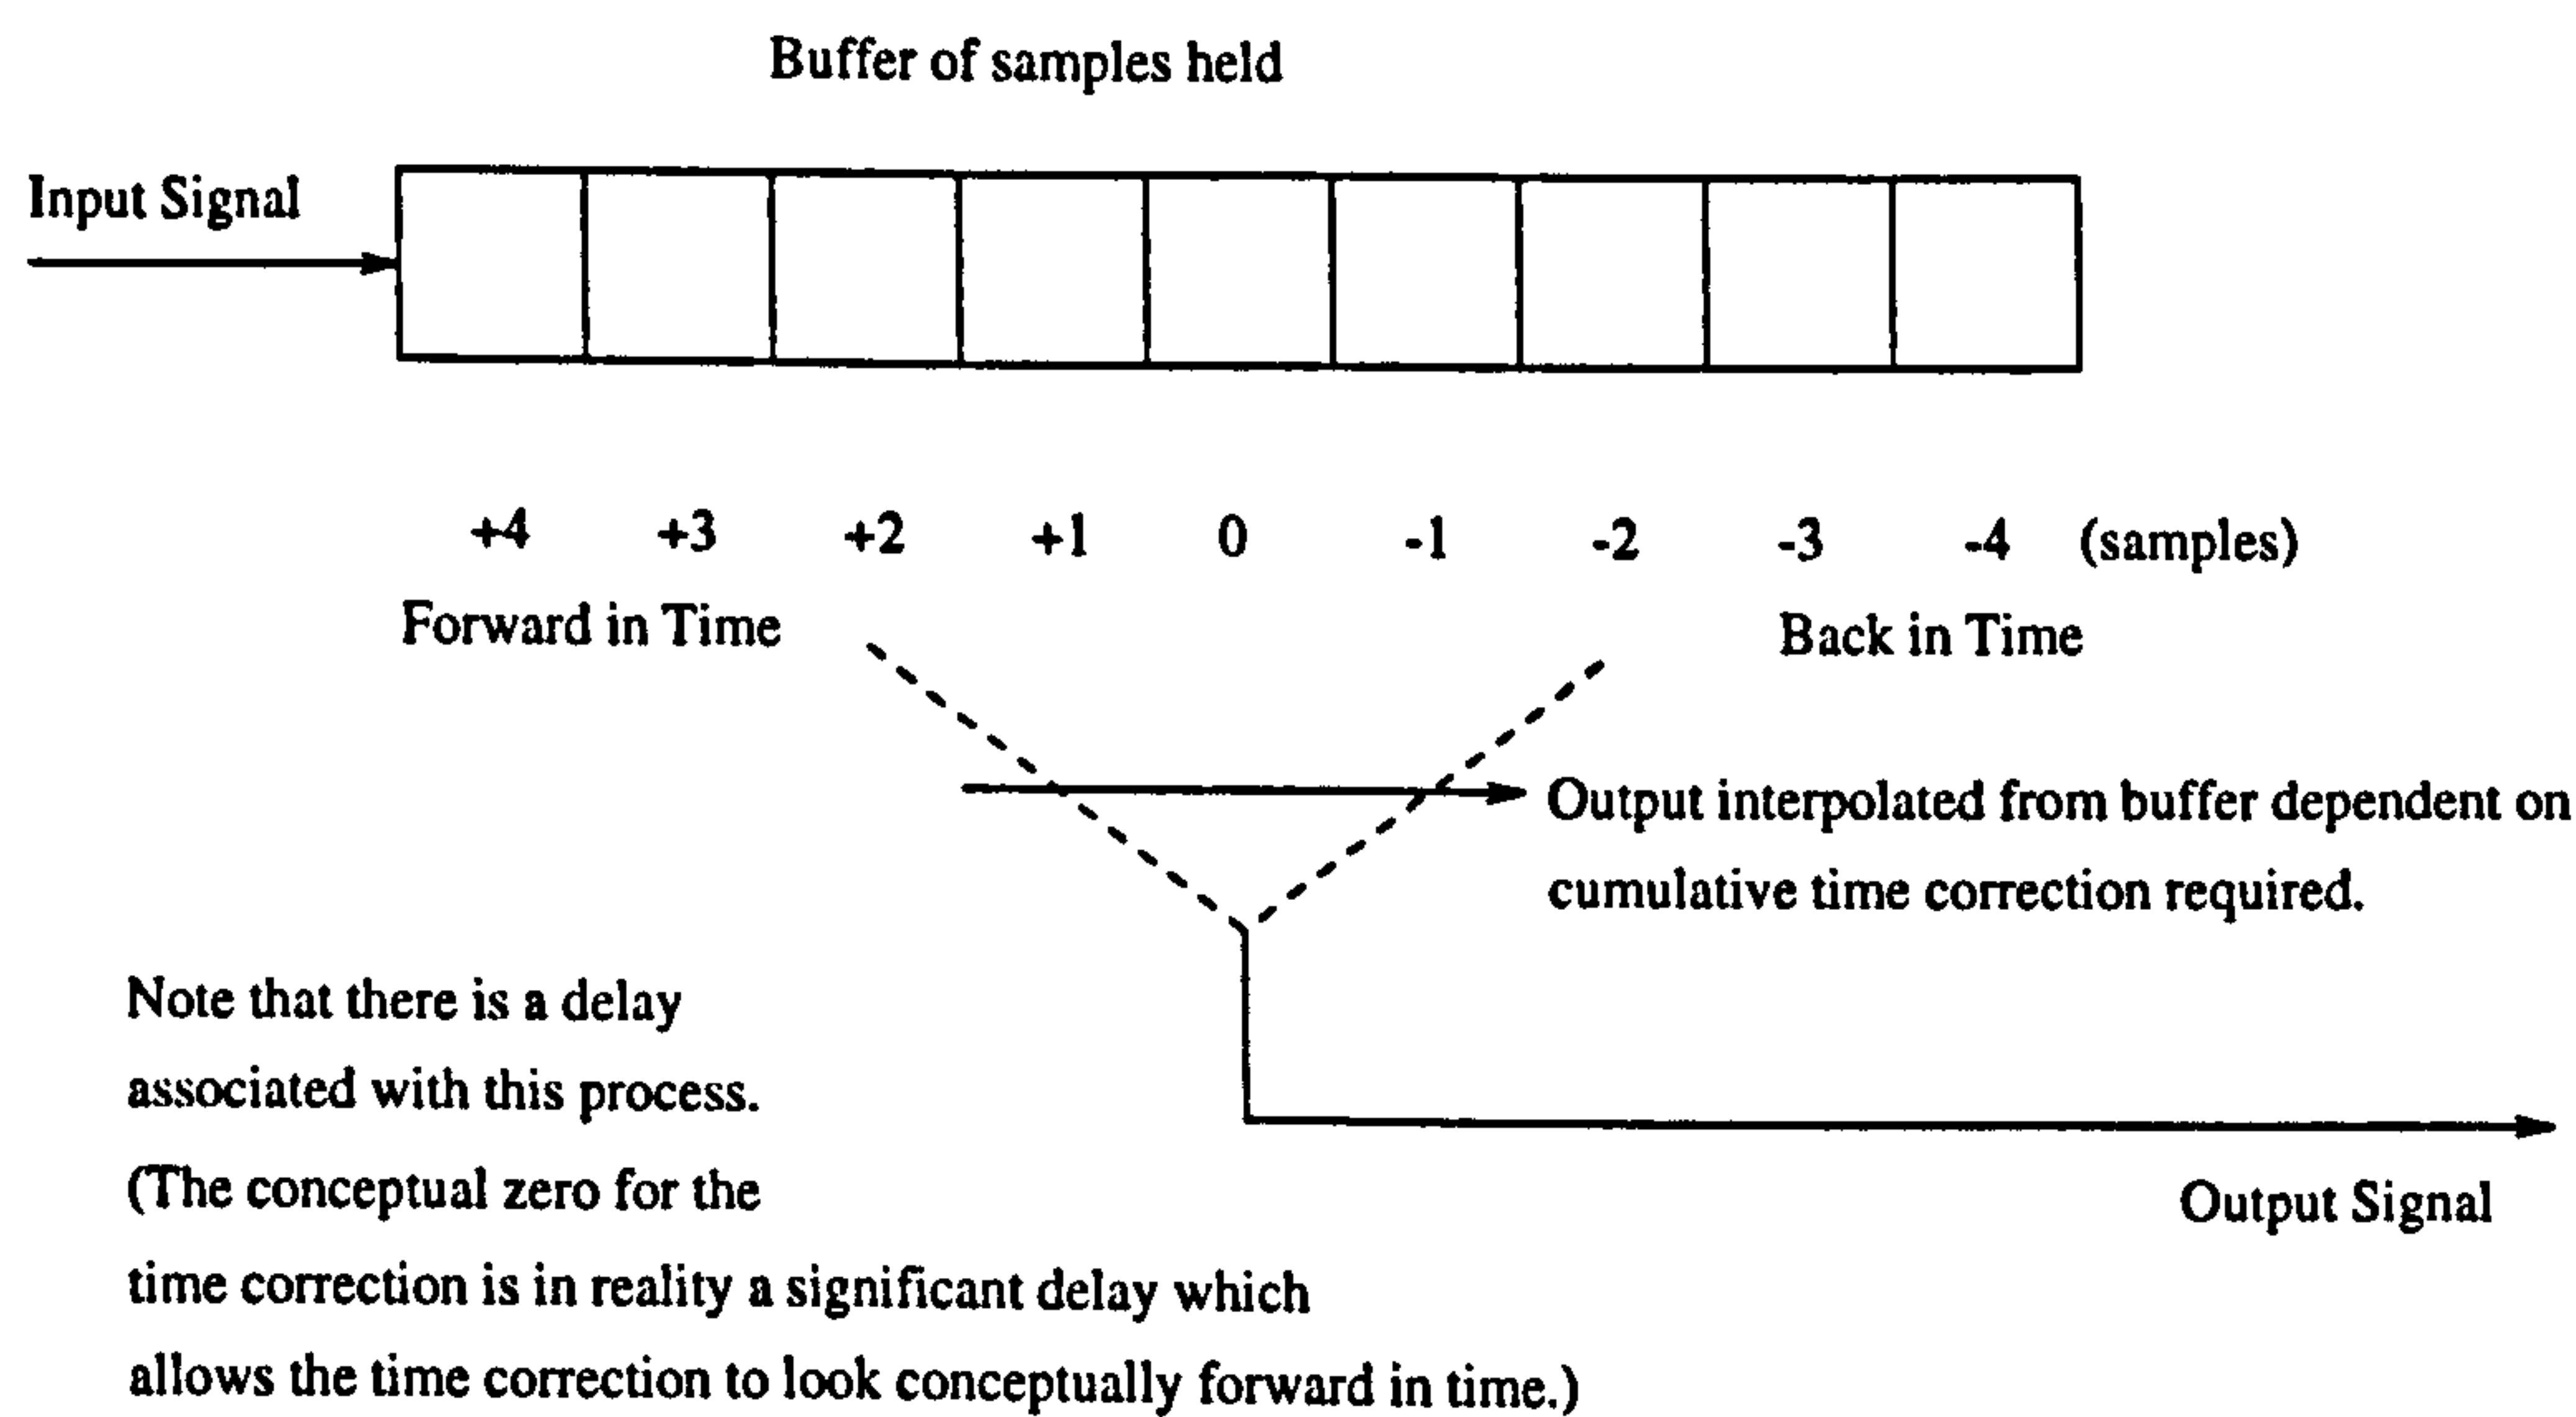 Buffer of samples held
Input Signal
+4 +3 +2 +1 0 -1 -2 -3 -4 (samples)
Forward in Time
Back in Time
Output interpolated from buffer dependent on
cumulative time correction required.
Note that there is a delay
associated with this process.
(The conceptual zero for the
time correction is in reality a significant delay which
allows the time correction to look conceptually forward in time.)
Output Signal